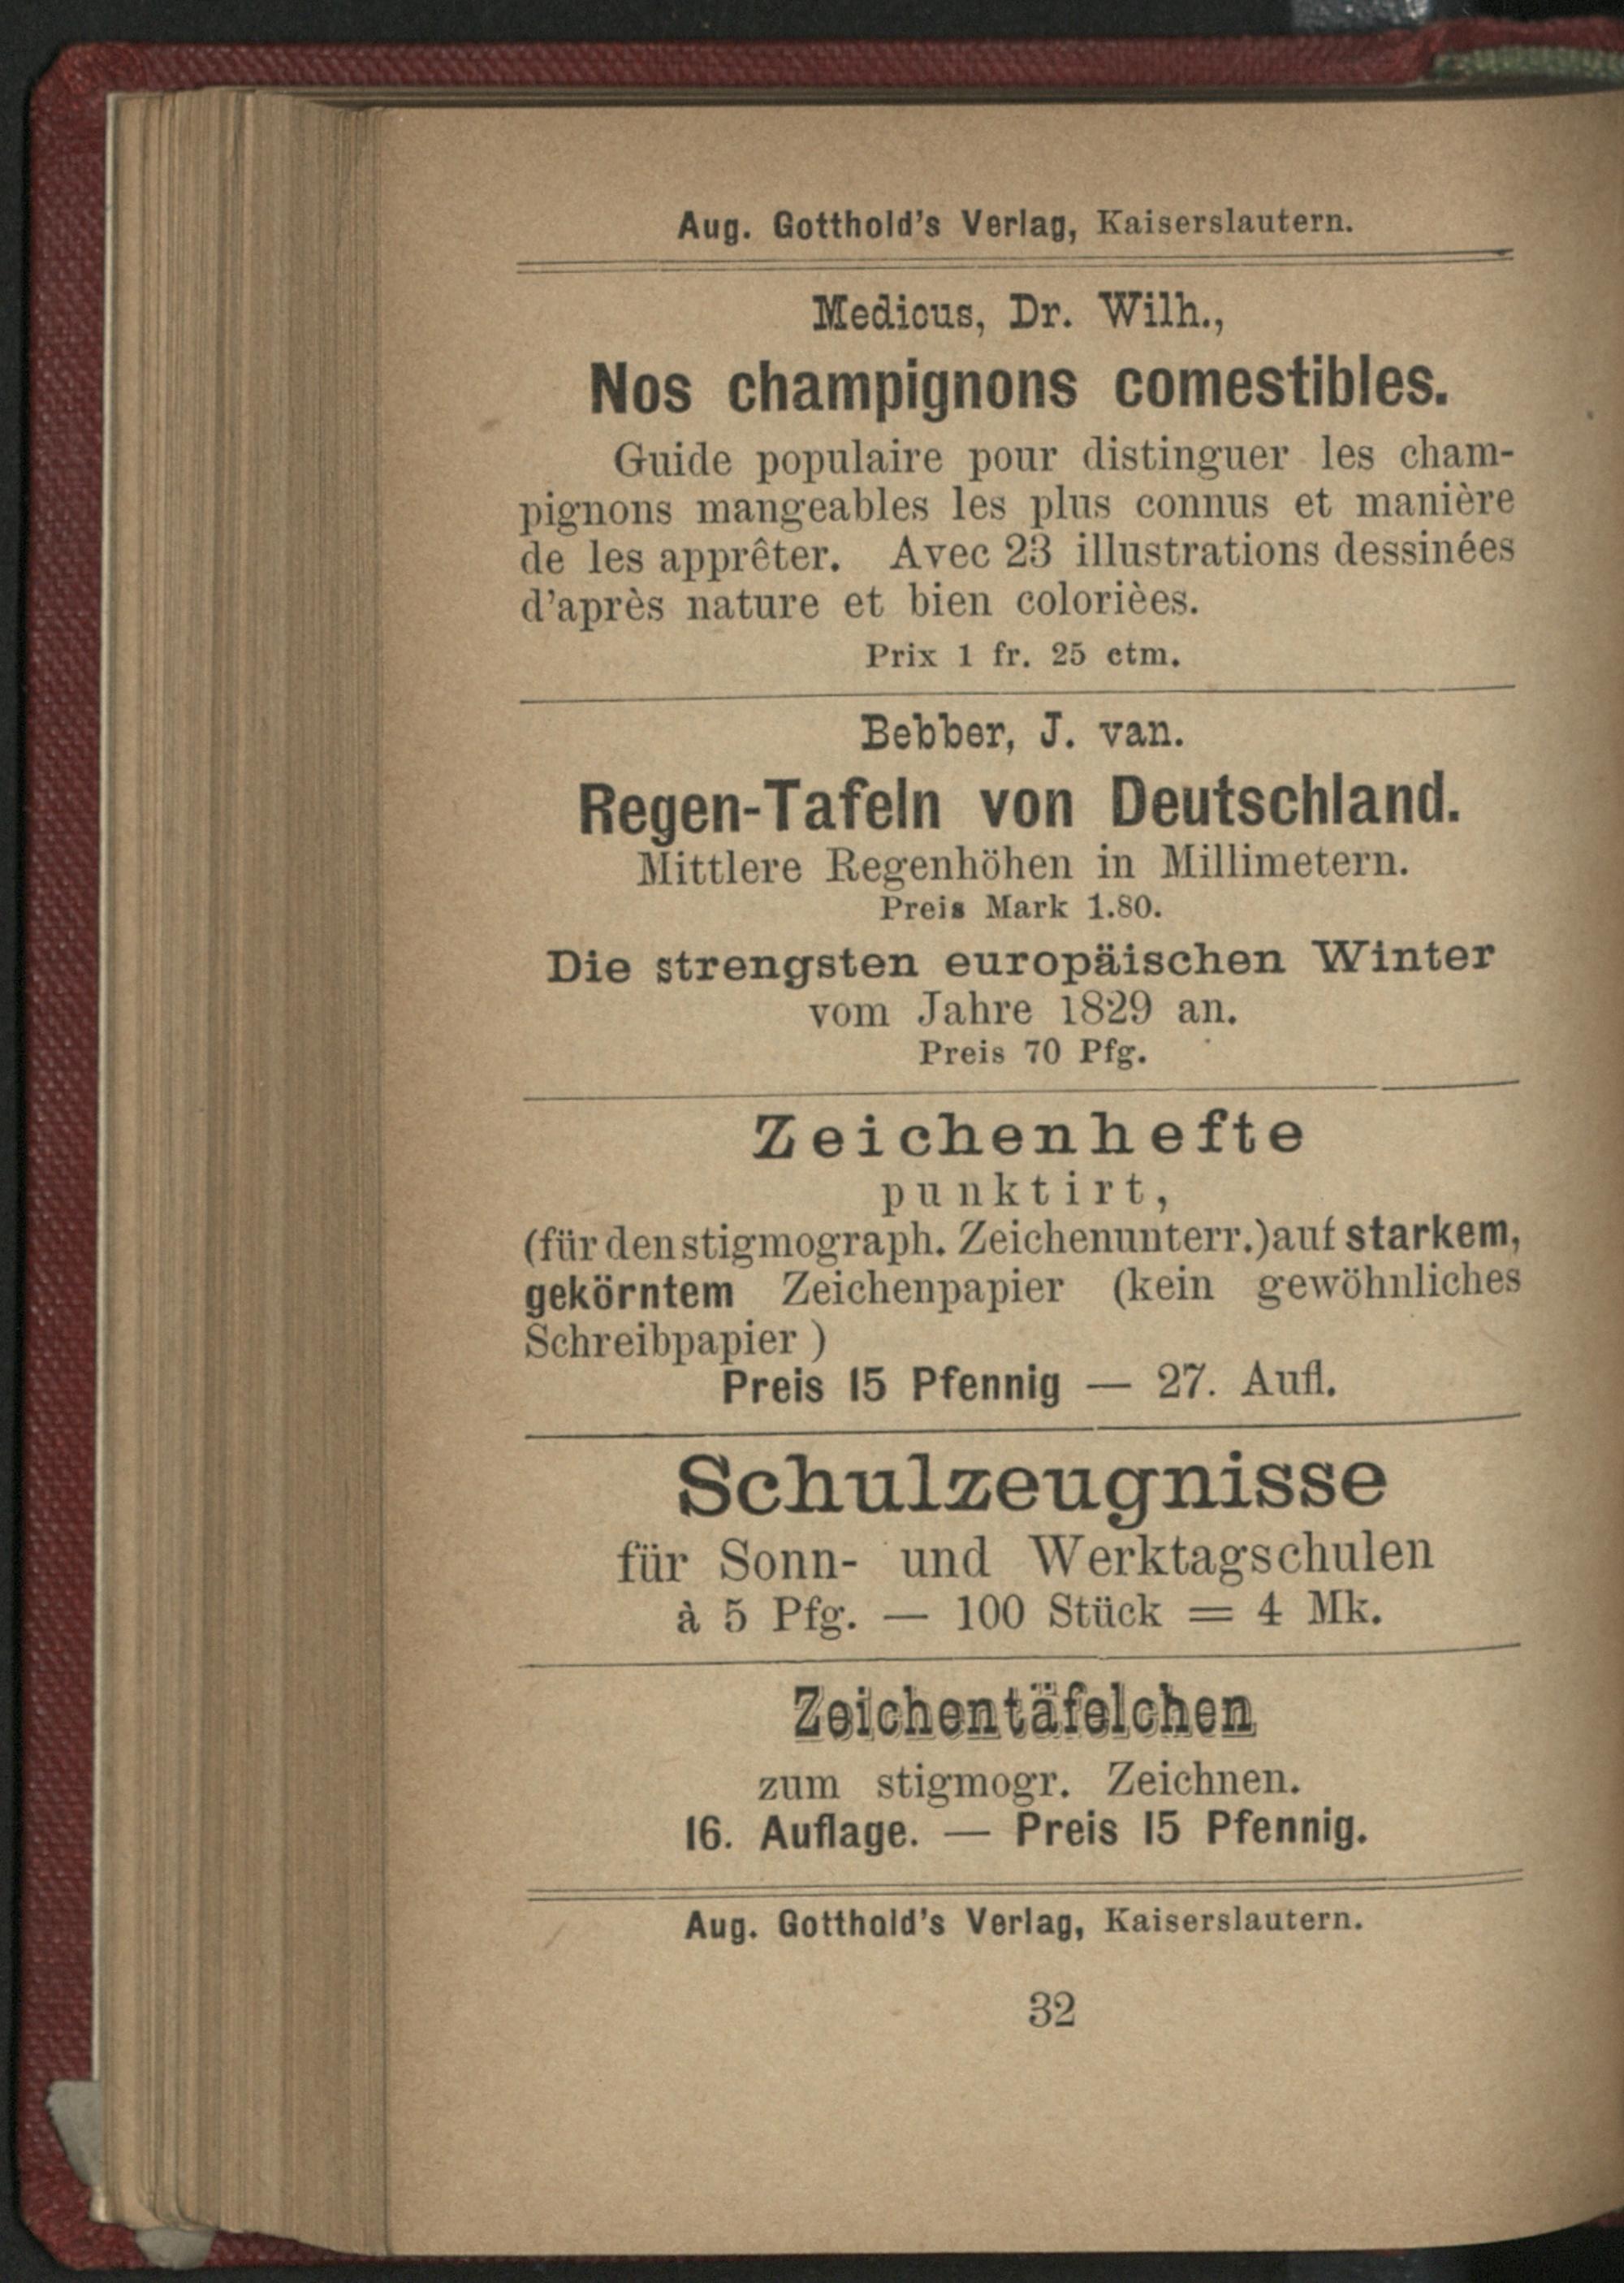 Aug. Gotthold's Verlag, Kaiserslautern.
Medicus, Dr. Wilh.,
Nos champignons comestibles.
Guide populaire pour distinguer les cham-
pignons mangeables les plus connus et manière
de les apprêter. Avec 23 illustrations dessinées
d'après nature et bien colorièes.
Prix 1 fr. 25 ctm.
Bebber, J. van.
Regen-Tafeln von Deutschland.
Mittlere Regenhöhen in Millimetern.
Preis Mark 1.80.
Die strengsten europäischen Winter
vom Jahre 1829 an.
Preis 70 Pfg.
Zeichenhefte
punktirt,
(für den stigmograph. Zeichenunterr.) auf starkem,
gekörntem Zeichenpapier (kein gewöhnliches
Schreibpapier )
Preis 15 Pfennig — 27. Aufl.
Schulzeugnisse
für Sonn- und Werktagschulen
à 5 Pfg. — 100 Stück = 4 Mk.
Zeichentäfelchen
zum stigmogr. Zeichnen.
16. Auflage. — Preis 15 Pfennig.
Aug. Gotthold's Verlag, Kaiserslautern.
32